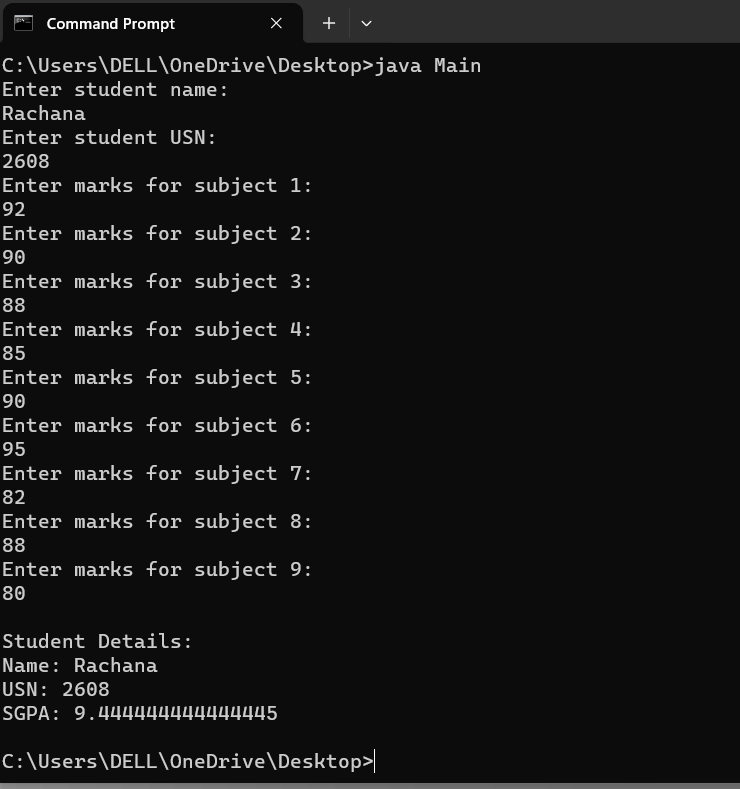 Command Prompt
C:\Users\DELL\OneDrive\Desktop>java Main
Enter student name:
Rachana
Enter student USN:
2608
Enter marks for subject 1:
92
Enter marks for subject 2:
90
Enter marks for subject 3:
88
Enter marks for subject 4:
85
Enter marks for subject 5:
90
Enter marks for subject 6:
95
Enter marks for subject 7:
82
Enter marks for subject 8:
88
Enter marks for subject 9:
80
Student Details:
Name: Rachana
USN: 2608
SGPA: 9.444444444444445
C:\Users\DELL\OneDrive\Desktop>